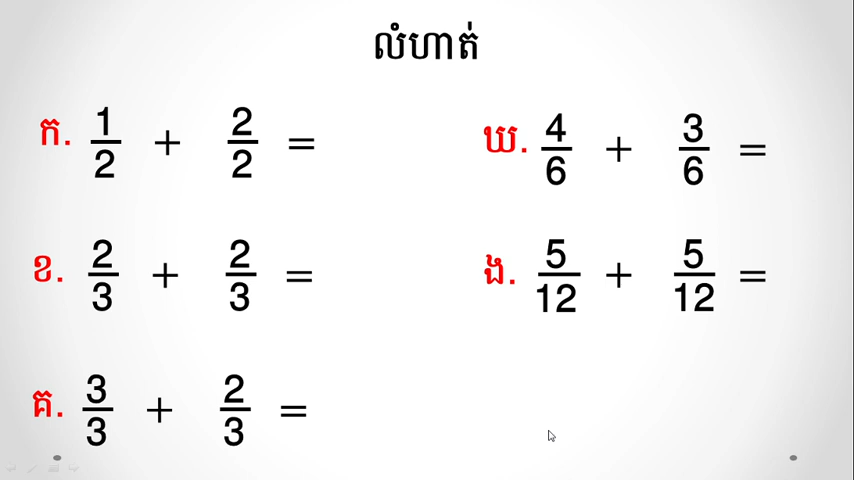 លំហាត់
ក. 1/2 + 2/2 =
ខ. 2/3 + 2/3 =
គ. 3/3 + 2/3 =
ឃ. 4/6 + 3/6 =
ង. 5/12 + 5/12 =